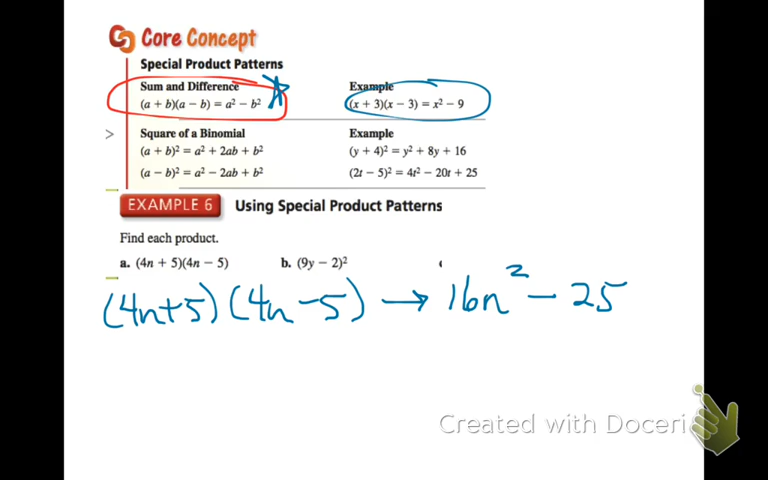 Core Concept
Special Product Patterns
Sum and Difference Example
(a + b)(a − b) = a² − b² (x + 3)(x − 3) = x² − 9
> Square of a Binomial Example
(a + b)² = a² + 2ab + b² (y + 4)² = y² + 8y + 16
(a − b)² = a² − 2ab + b² (2t − 5)² = 4t² − 20t + 25
EXAMPLE 6 Using Special Product Patterns
Find each product.
a. (4n + 5)(4n − 5) b. (9y − 2)²
(4n+5)(4n−5) → 16n² − 25
Created with Doceri